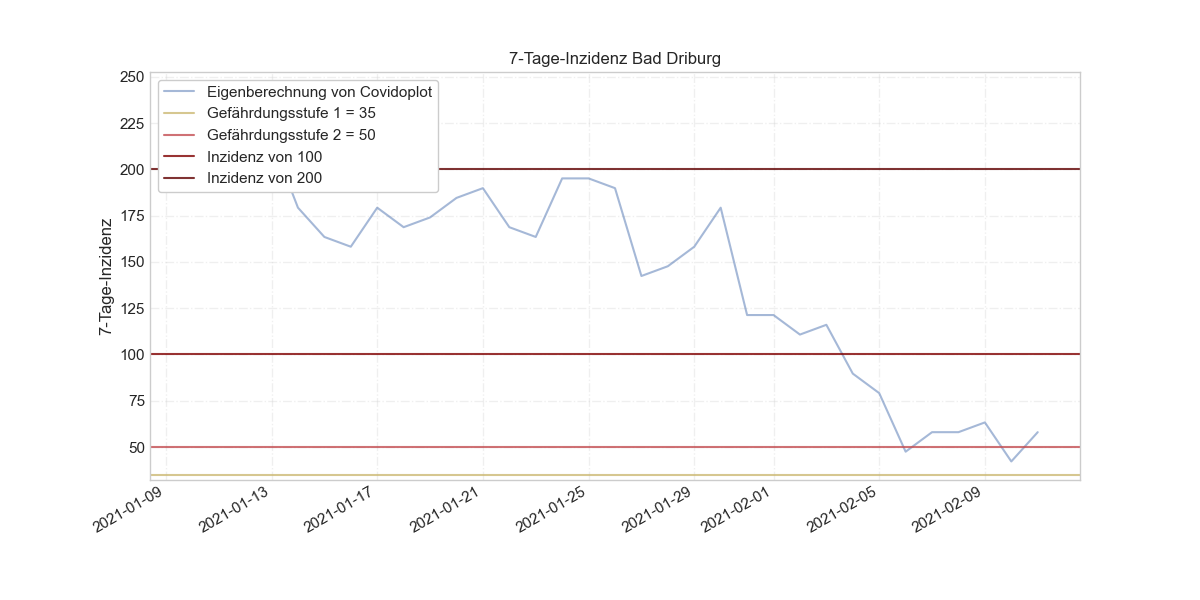 7-Tage-Inzidenz Bad Driburg
250
225
200
175
150
125
100
75
50
7-Tage-Inzidenz
Eigenberechnung von Covidoplot
Gefährdungsstufe 1 = 35
Gefährdungsstufe 2 = 50
Inzidenz von 100
Inzidenz von 200
2021-01-09
2021-01-13
2021-01-17
2021-01-21
2021-01-25
2021-01-29
2021-02-01
2021-02-05
2021-02-09